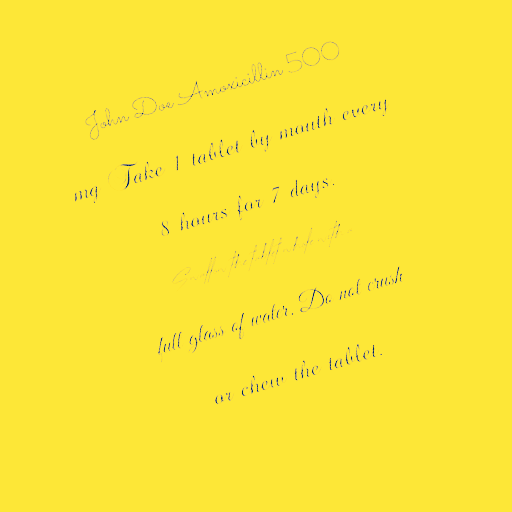 John Doe Amoxicillin 500
mg Take 1 tablet by mouth every
8 hours for 7 days.
full glass of water. Do not crush
or chew the tablet.